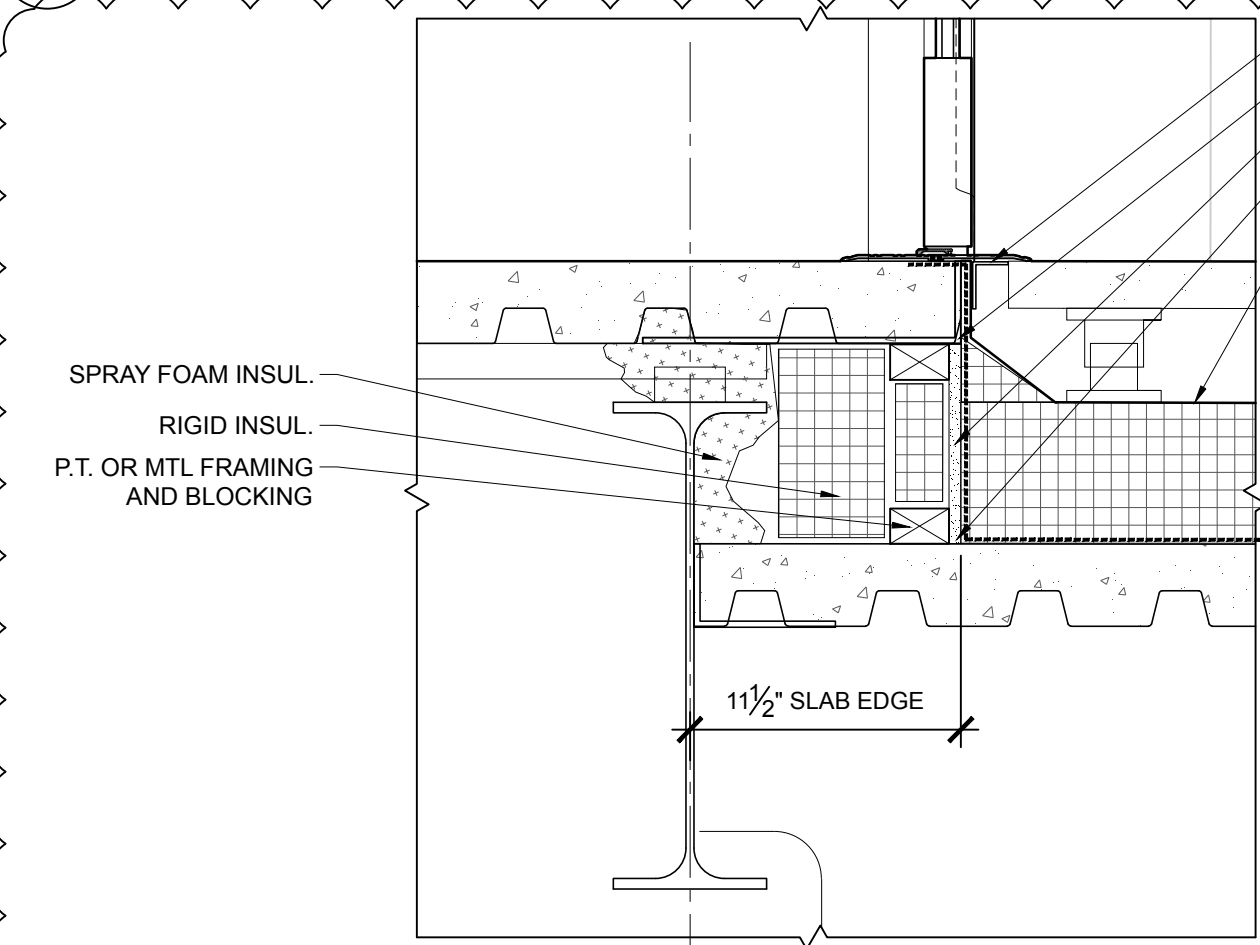 SPRAY FOAM INSUL.
RIGID INSUL.
P.T. OR MTL FRAMING
AND BLOCKING
11½" SLAB EDGE